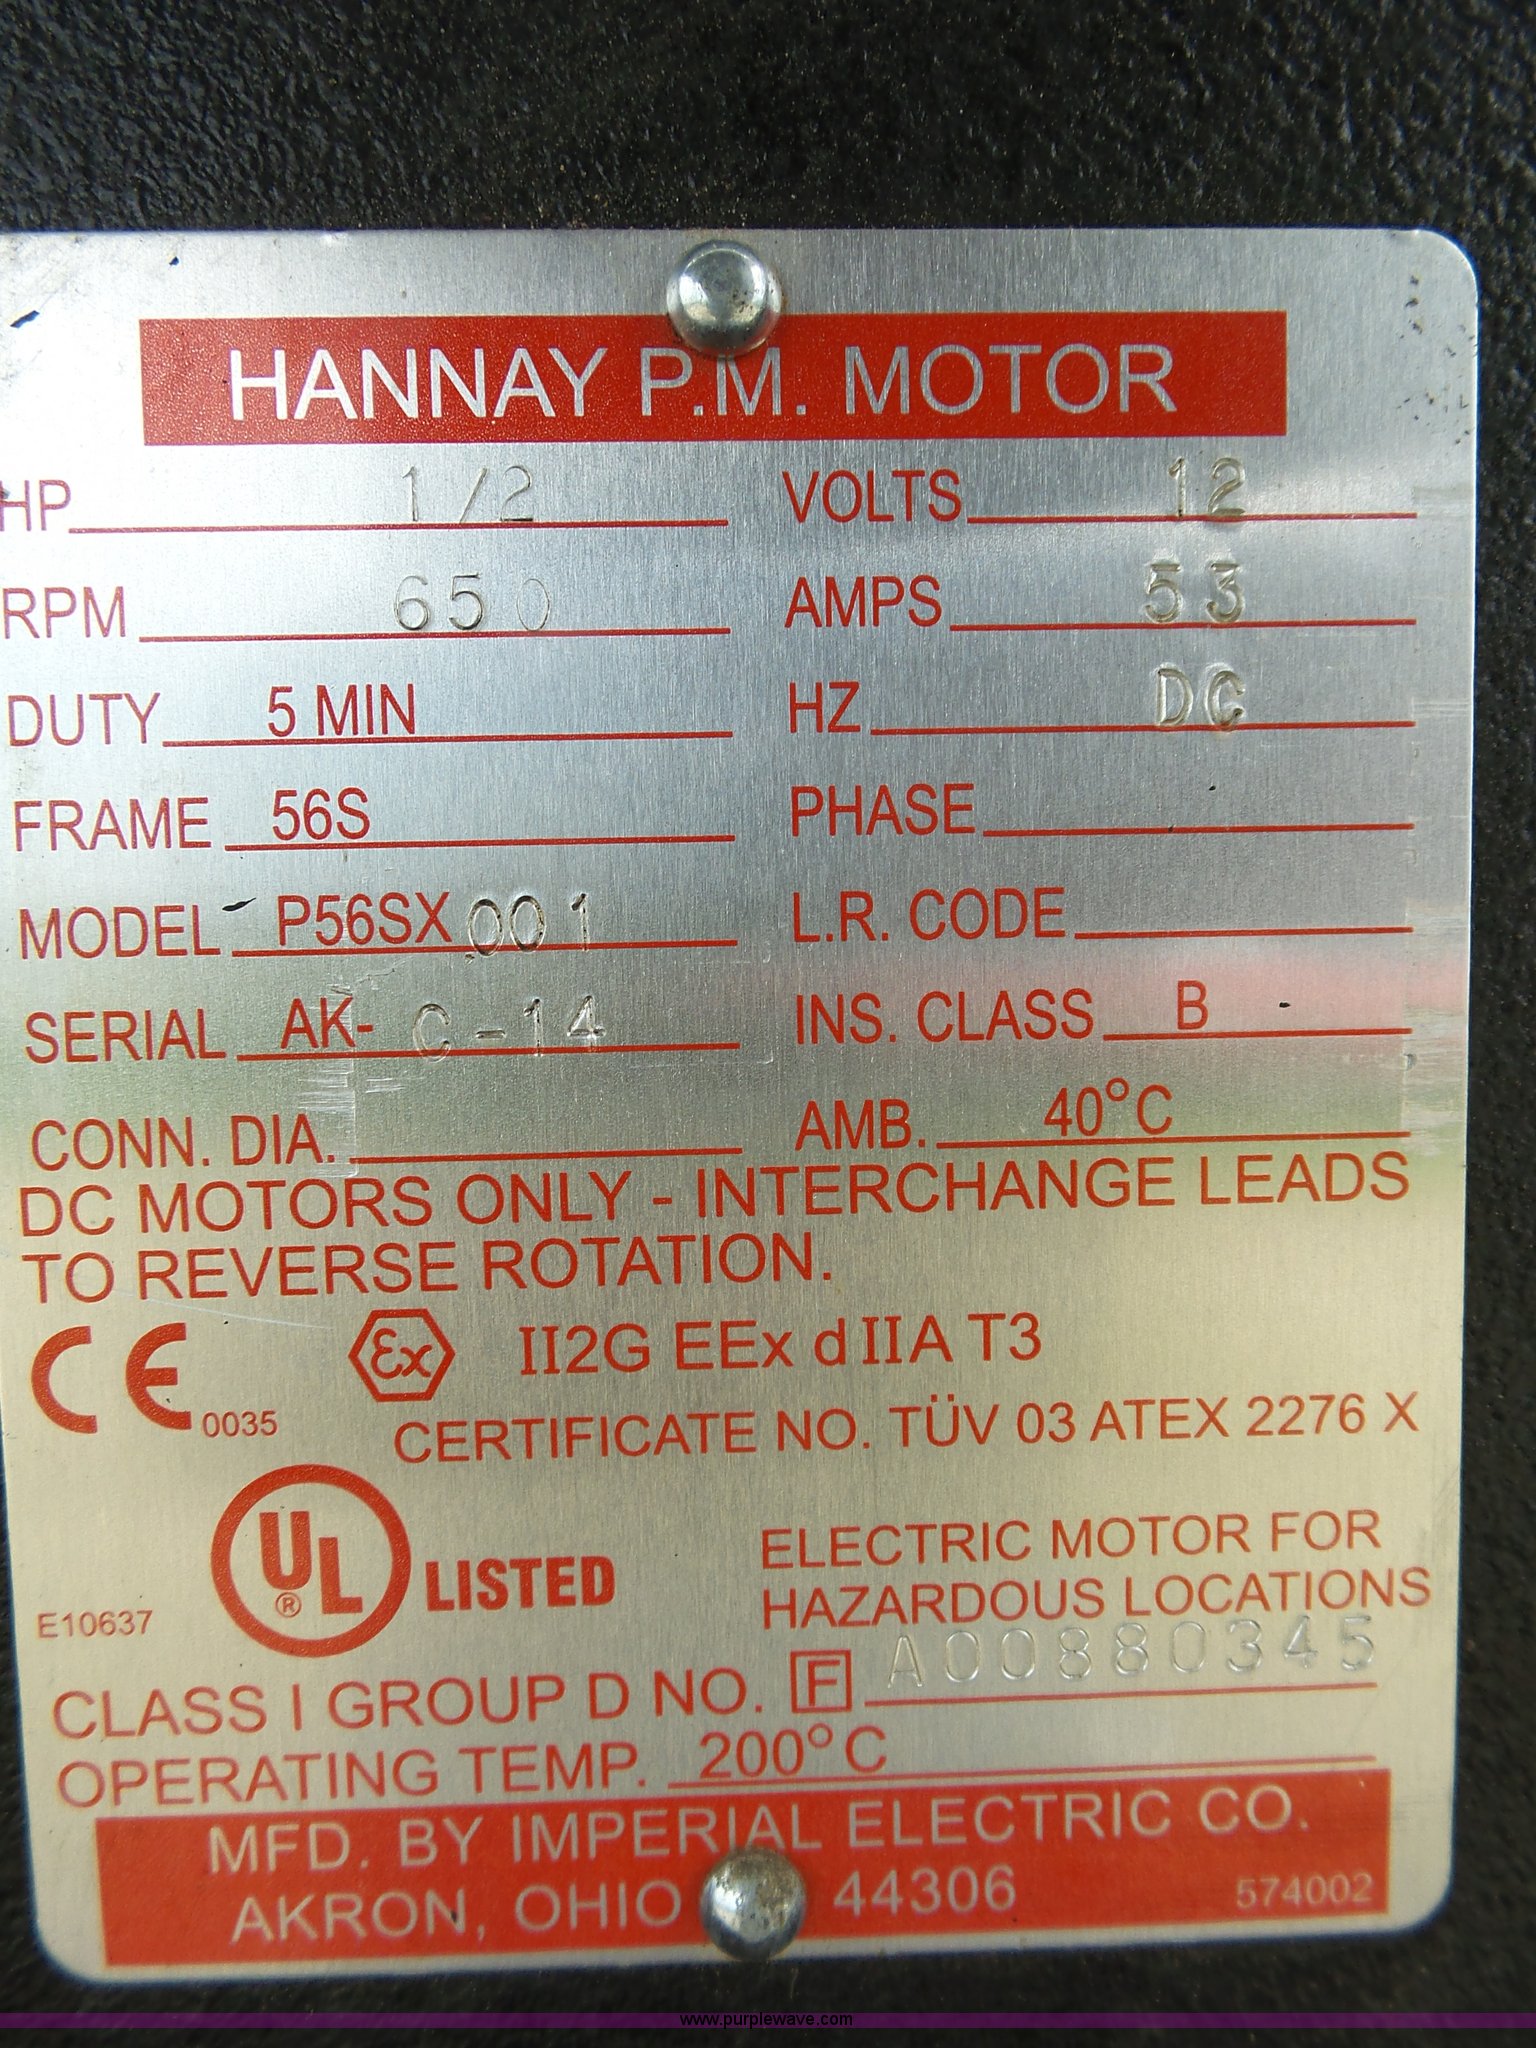 HANNAY P.M. MOTOR
HP 1/2 VOLTS 12
RPM 650 AMPS 53
DUTY 5 MIN HZ DC
FRAME 56S PHASE
MODEL P56SX 001 L.R. CODE
SERIAL AK- C-14 INS. CLASS B
CONN. DIA. AMB. 40°C
DC MOTORS ONLY - INTERCHANGE LEADS
TO REVERSE ROTATION.
CE 0035 Ex II2G EEx d IIA T3
CERTIFICATE NO. TÜV 03 ATEX 2276 X
E10637 UL ® LISTED
ELECTRIC MOTOR FOR
HAZARDOUS LOCATIONS
CLASS I GROUP D NO. F A00880345
OPERATING TEMP. 200°C
MFD. BY IMPERIAL ELECTRIC CO.
AKRON, OHIO 44306 574002
www.purplewave.com